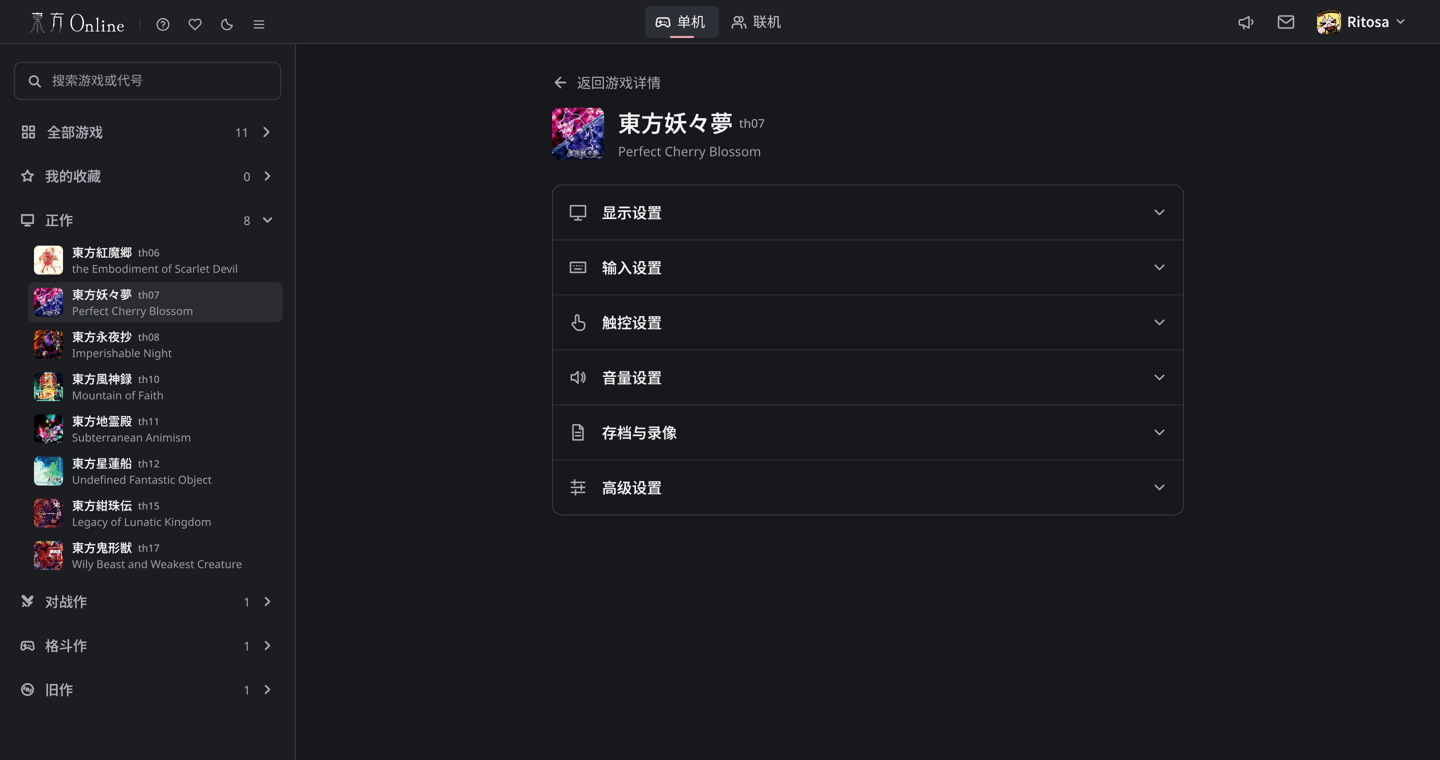 東方Online
单机
联机
Ritosa
搜索游戏或代号
全部游戏 11
我的收藏 0
正作 8
東方紅魔郷 th06
the Embodiment of Scarlet Devil
東方妖々夢 th07
Perfect Cherry Blossom
東方永夜抄 th08
Imperishable Night
東方風神録 th10
Mountain of Faith
東方地霊殿 th11
Subterranean Animism
東方星蓮船 th12
Undefined Fantastic Object
東方紺珠伝 th15
Legacy of Lunatic Kingdom
東方鬼形獣 th17
Wily Beast and Weakest Creature
对战作 1
格斗作 1
旧作 1
返回游戏详情
東方妖々夢 th07
Perfect Cherry Blossom
显示设置
输入设置
触控设置
音量设置
存档与录像
高级设置